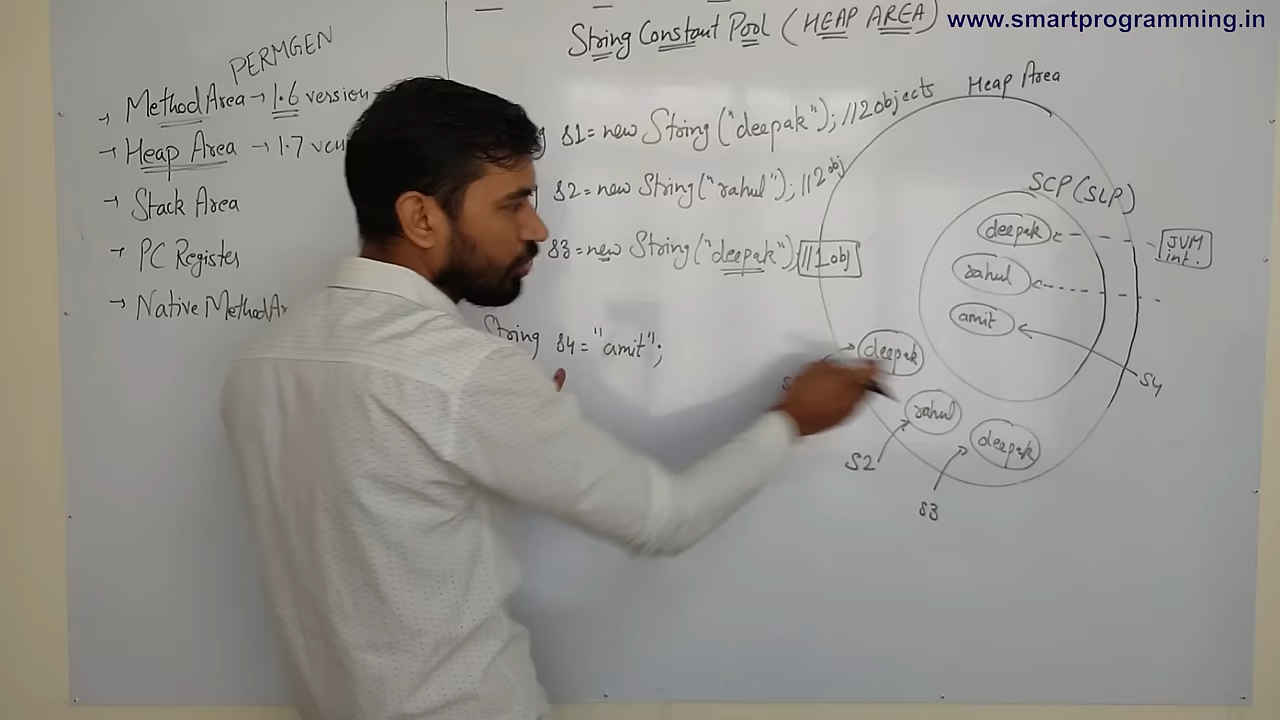 www.smartprogramming.in
String Constant Pool (HEAP AREA)
PERMGEN
→ Method Area → 1.6 version
→ Heap Area → 1.7
→ Stack Area
→ PC Register
→ Native Method
S1 = new String ("deepak"); // 2 objects
S2 = new String ("rahul"); // 2 obj
S3 = new String ("deepak"); // 1 obj
String S4 = "amit";
Heap Area
SCP (SLP)
deepak
rahul
amit
JVM
int.
S4
deepak
rahul
deepak
S2
S3